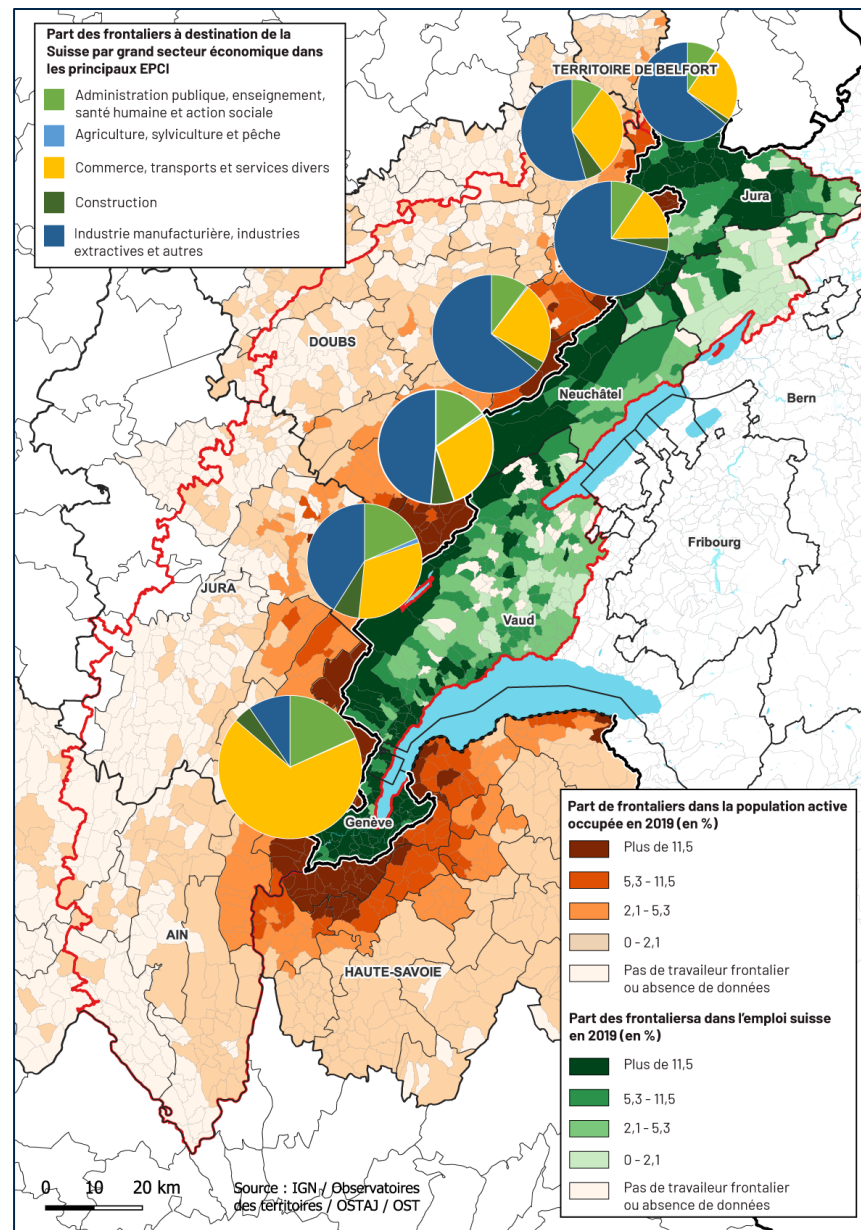 Part des frontaliers à destination de la
Suisse par grand secteur économique dans
les principaux EPCI
Administration publique, enseignement,
santé humaine et action sociale
Agriculture, sylviculture et pêche
Commerce, transports et services divers
Construction
Industrie manufacturière, industries
extractives et autres
TERRITOIRE DE BELFORT
Jura
DOUBS
Neuchâtel
Bern
Fribourg
JURA
Vaud
Genève
AIN
HAUTE-SAVOIE
Part de frontaliers dans la population active
occupée en 2019 (en %)
Plus de 11,5
5,3 - 11,5
2,1 - 5,3
0 - 2,1
Pas de travaileur frontalier
ou absence de données
Part des frontaliersa dans l'emploi suisse
en 2019 (en %)
Plus de 11,5
5,3 - 11,5
2,1 - 5,3
0 - 2,1
Pas de travaileur frontalier
ou absence de données
0 10 20 km
Source : IGN / Observatoires
des territoires / OSTAJ / OST